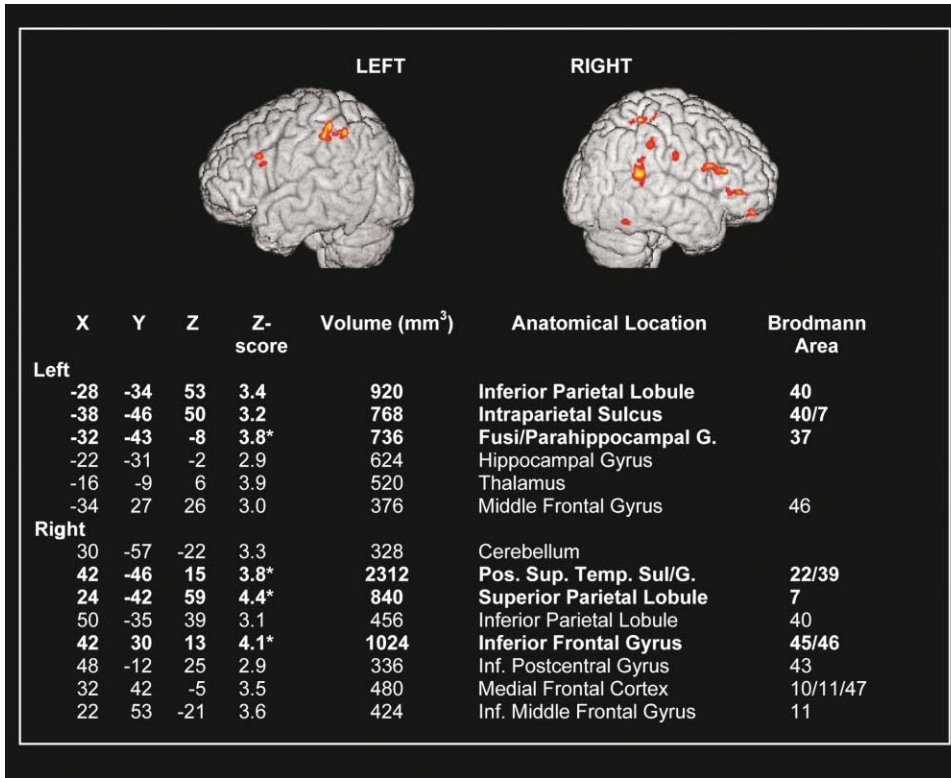 LEFT RIGHT
X Y Z Z-score Volume (mm³) Anatomical Location Brodmann Area
Left
-28 -34 53 3.4 920 Inferior Parietal Lobule 40
-38 -46 50 3.2 768 Intraparietal Sulcus 40/7
-32 -43 -8 3.8* 736 Fusi/Parahippocampal G. 37
-22 -31 -2 2.9 624 Hippocampal Gyrus
-16 -9 6 3.9 520 Thalamus
-34 27 26 3.0 376 Middle Frontal Gyrus 46
Right
30 -57 -22 3.3 328 Cerebellum
42 -46 15 3.8* 2312 Pos. Sup. Temp. Sul/G. 22/39
24 -42 59 4.4* 840 Superior Parietal Lobule 7
50 -35 39 3.1 456 Inferior Parietal Lobule 40
42 30 13 4.1* 1024 Inferior Frontal Gyrus 45/46
48 -12 25 2.9 336 Inf. Postcentral Gyrus 43
32 42 -5 3.5 480 Medial Frontal Cortex 10/11/47
22 53 -21 3.6 424 Inf. Middle Frontal Gyrus 11